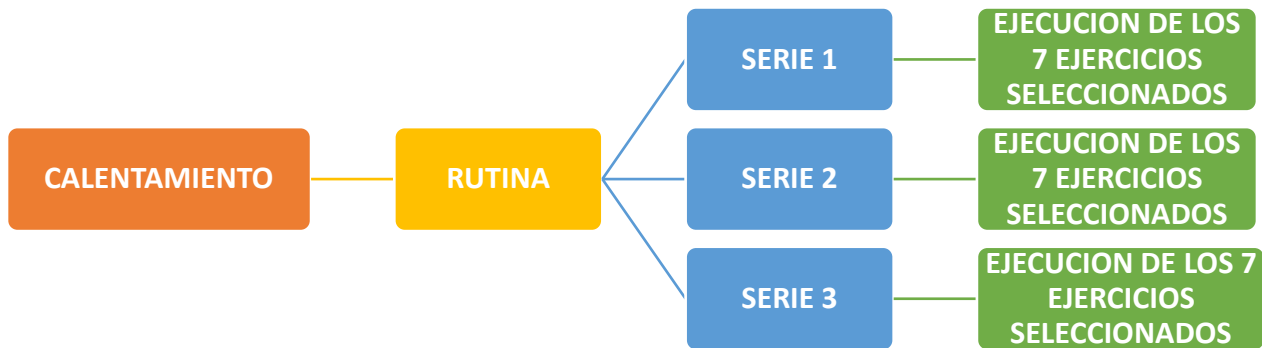 CALENTAMIENTO
RUTINA
SERIE 1
EJECUCION DE LOS
7 EJERCICIOS
SELECCIONADOS
SERIE 2
EJECUCION DE LOS
7 EJERCICIOS
SELECCIONADOS
SERIE 3
EJECUCION DE LOS 7
EJERCICIOS
SELECCIONADOS